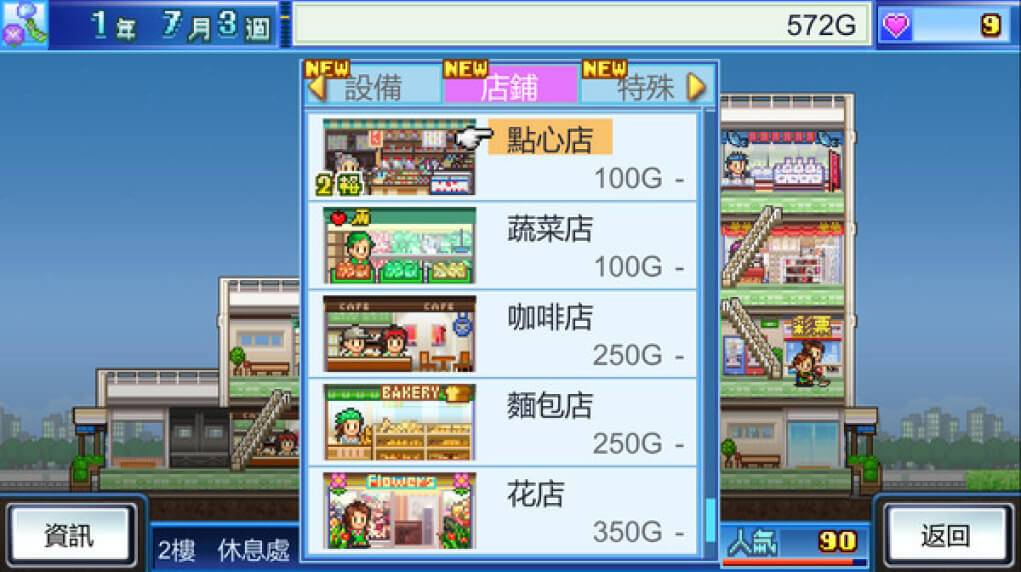 1年 7月3週
572G
9
NEW NEW NEW
設備 店鋪 特殊
點心店
2格
100G -
蔬菜店
100G -
CAFE CAFE
咖啡店
250G -
BAKERY
麵包店
250G -
Flowers
花店
350G -
彩票
資訊
2樓 休息處
人氣 90
返回